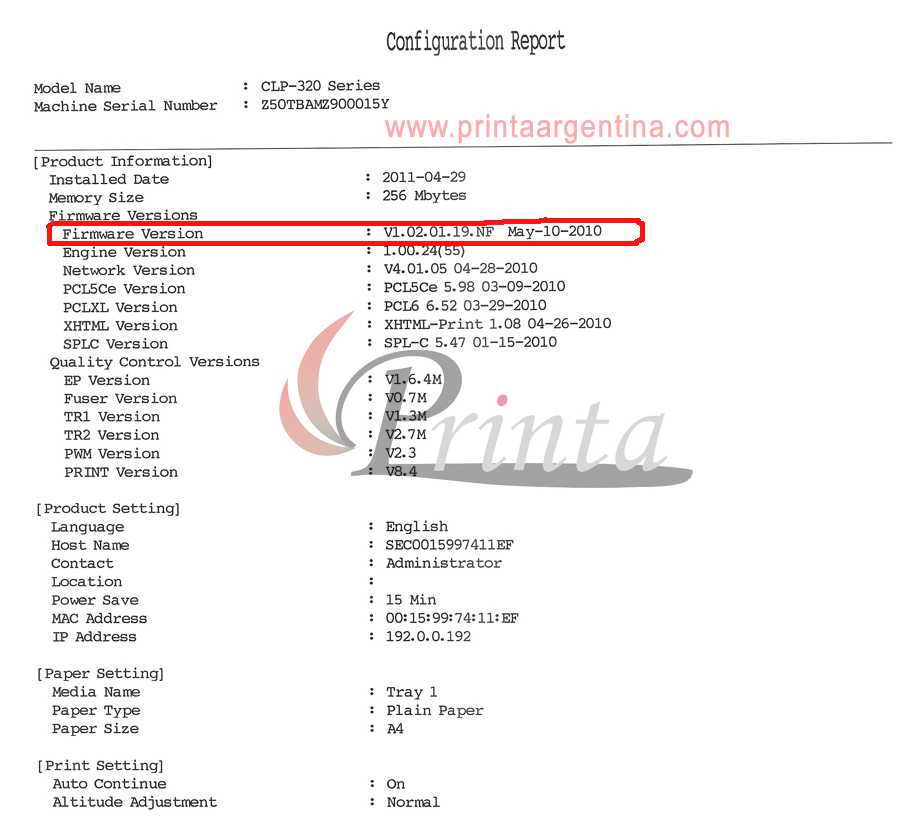 Configuration Report
Model Name : CLP-320 Series
Machine Serial Number : Z50TBAMZ900015Y
www.printaargentina.com
[Product Information]
Installed Date : 2011-04-29
Memory Size : 256 Mbytes
Firmware Versions
Firmware Version : V1.02.01.19.NF May-10-2010
Engine Version : 1.00.24(55)
Network Version : V4.01.05 04-28-2010
PCL5Ce Version : PCL5Ce 5.98 03-09-2010
PCLXL Version : PCL6 6.52 03-29-2010
XHTML Version : XHTML-Print 1.08 04-26-2010
SPLC Version : SPL-C 5.47 01-15-2010
Quality Control Versions
EP Version : V1.6.4M
Fuser Version : V0.7M
TR1 Version : V1.3M
TR2 Version : V2.7M
PWM Version : V2.3
PRINT Version : V8.4
Printa
[Product Setting]
Language : English
Host Name : SEC0015997411EF
Contact : Administrator
Location :
Power Save : 15 Min
MAC Address : 00:15:99:74:11:EF
IP Address : 192.0.0.192
[Paper Setting]
Media Name : Tray 1
Paper Type : Plain Paper
Paper Size : A4
[Print Setting]
Auto Continue : On
Altitude Adjustment : Normal